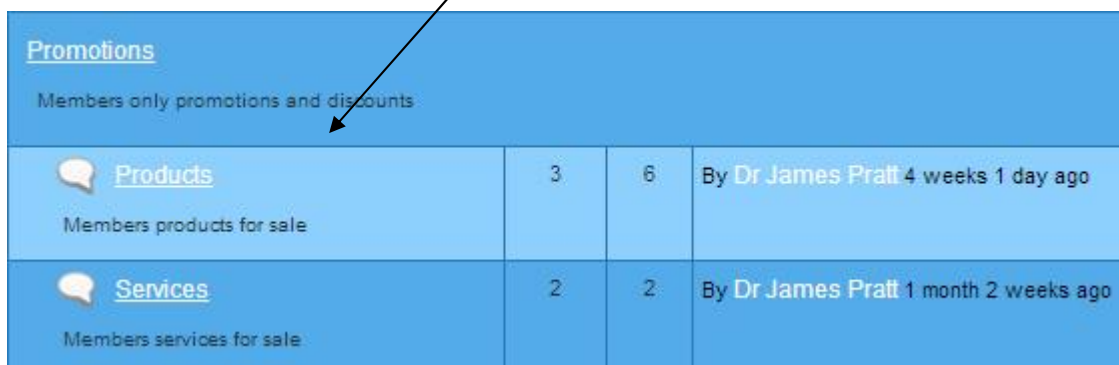 Promotions
Members only promotions and discounts
Products 3 6 By Dr James Pratt 4 weeks 1 day ago
Members products for sale
Services 2 2 By Dr James Pratt 1 month 2 weeks ago
Members services for sale